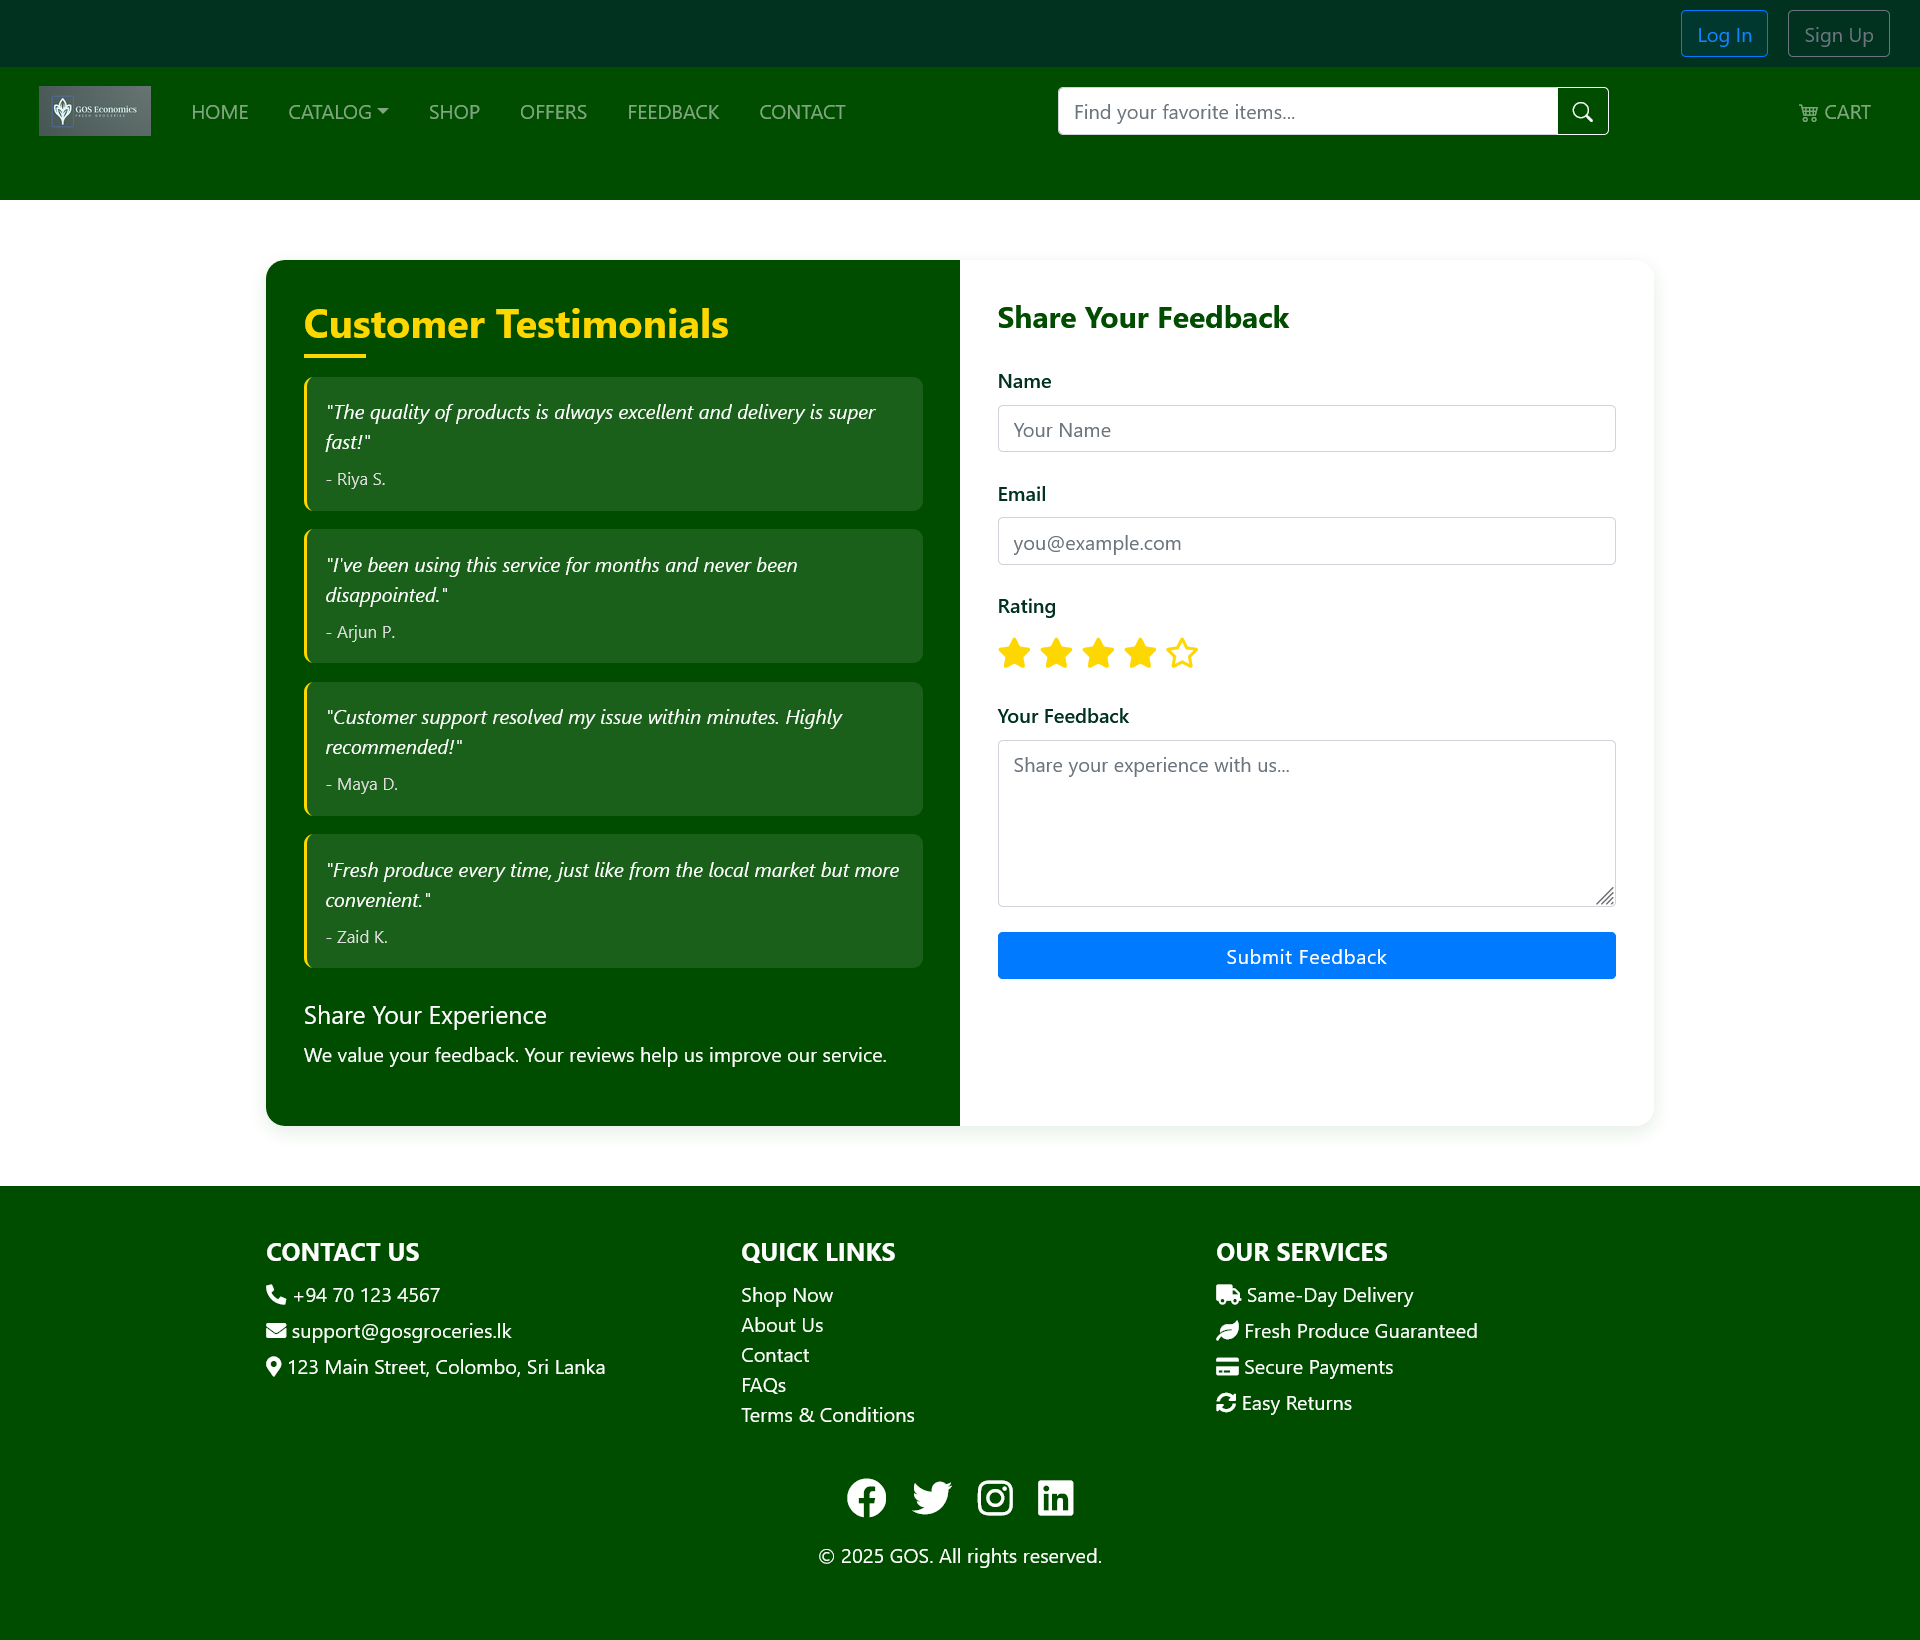 Log In
Sign Up
GOS Economics
FRESH GROCERIES
HOME
CATALOG
SHOP
OFFERS
FEEDBACK
CONTACT
Find your favorite items...
CART
Customer Testimonials
"The quality of products is always excellent and delivery is super
fast!"
- Riya S.
"I've been using this service for months and never been
disappointed."
- Arjun P.
"Customer support resolved my issue within minutes. Highly
recommended!"
- Maya D.
"Fresh produce every time, just like from the local market but more
convenient."
- Zaid K.
Share Your Experience
We value your feedback. Your reviews help us improve our service.
Share Your Feedback
Name
Your Name
Email
you@example.com
Rating
Your Feedback
Share your experience with us...
Submit Feedback
CONTACT US
+94 70 123 4567
support@gosgroceries.lk
123 Main Street, Colombo, Sri Lanka
QUICK LINKS
Shop Now
About Us
Contact
FAQs
Terms & Conditions
OUR SERVICES
Same-Day Delivery
Fresh Produce Guaranteed
Secure Payments
Easy Returns
© 2025 GOS. All rights reserved.